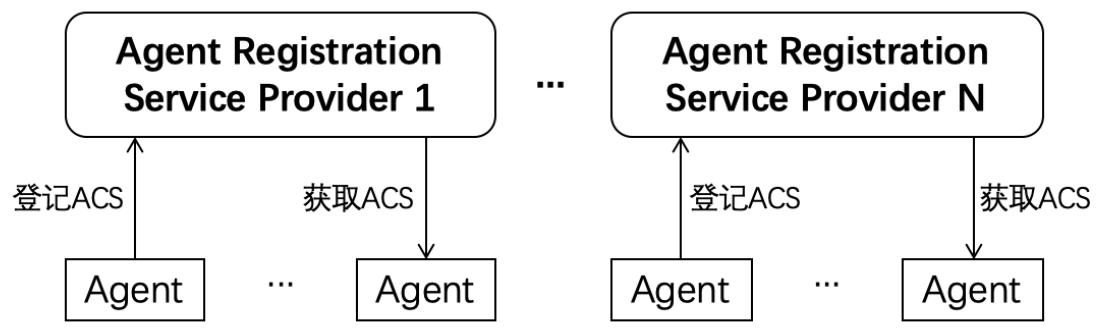 Agent Registration
Service Provider 1
...
Agent Registration
Service Provider N
登记ACS
获取ACS
登记ACS
获取ACS
Agent
...
Agent
Agent
...
Agent